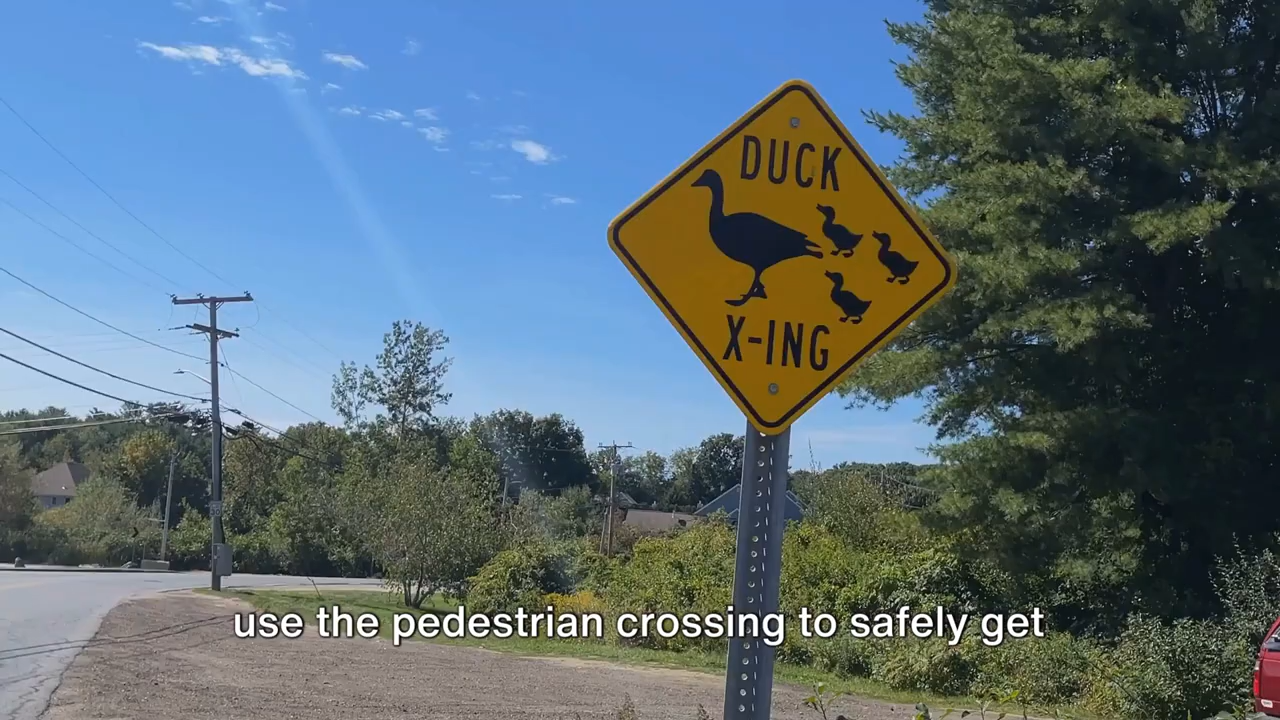 DUCK
X-ING
use the pedestrian crossing to safely get